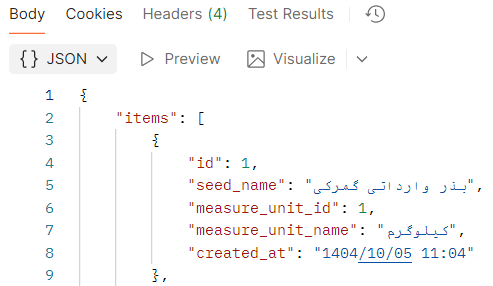 Body Cookies Headers (4) Test Results
{} JSON Preview Visualize
1 {
2 "items": [
3 {
4 "id": 1,
5 "seed_name": "بذر وارداتی گمرکی",
6 "measure_unit_id": 1,
7 "measure_unit_name": "کیلوگرم",
8 "created_at": "1404/10/05 11:04"
9 },